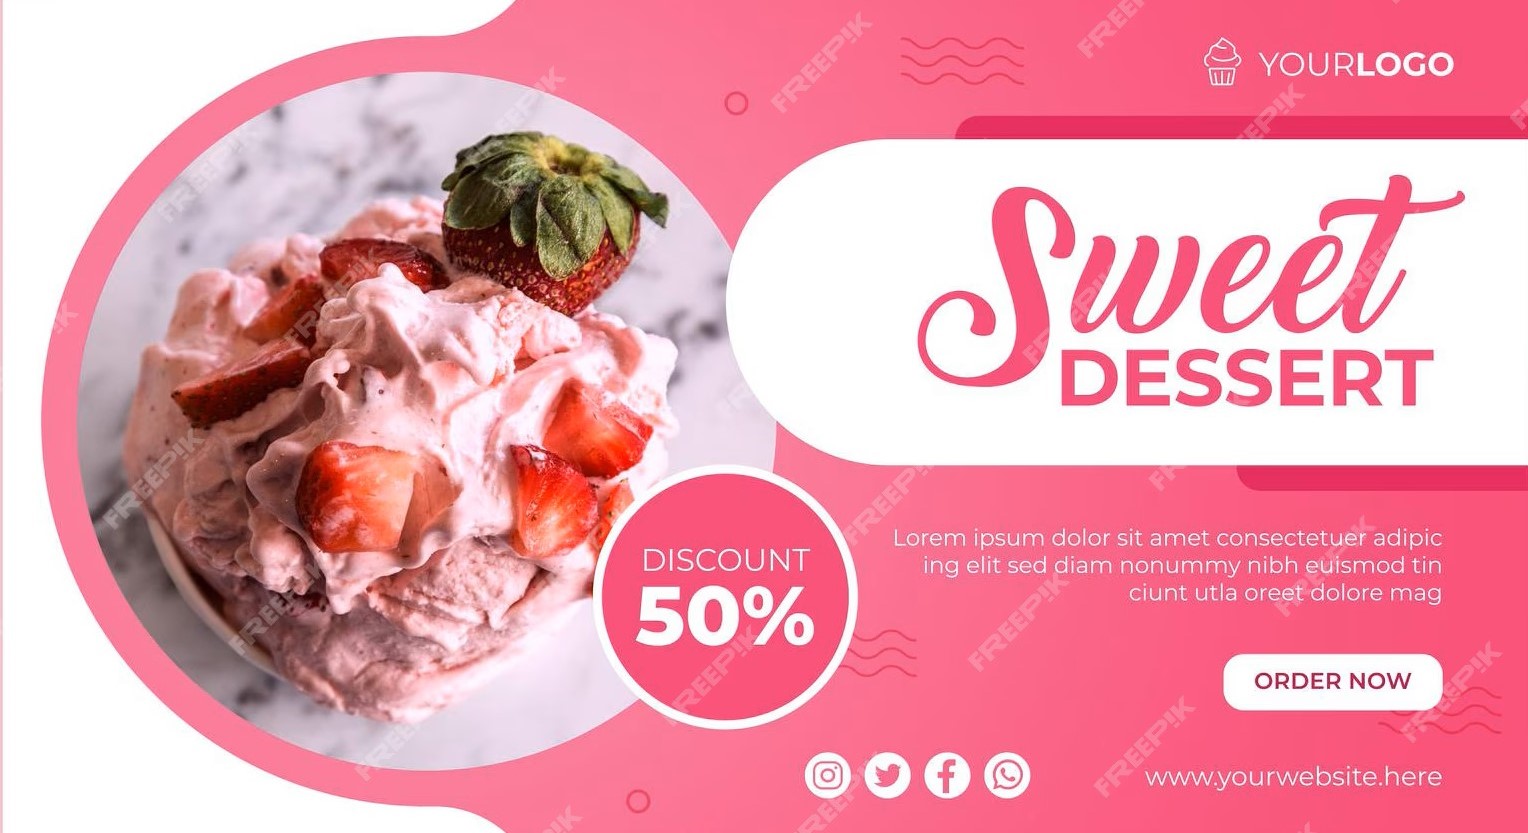 YOURLOGO
Sweet
DESSERT
DISCOUNT
50%
Lorem ipsum dolor sit amet consectetuer adipic
ing elit sed diam nonummy nibh euismod tin
ciunt utla oreet dolore mag
ORDER NOW
www.yourwebsite.here
FREEPIK